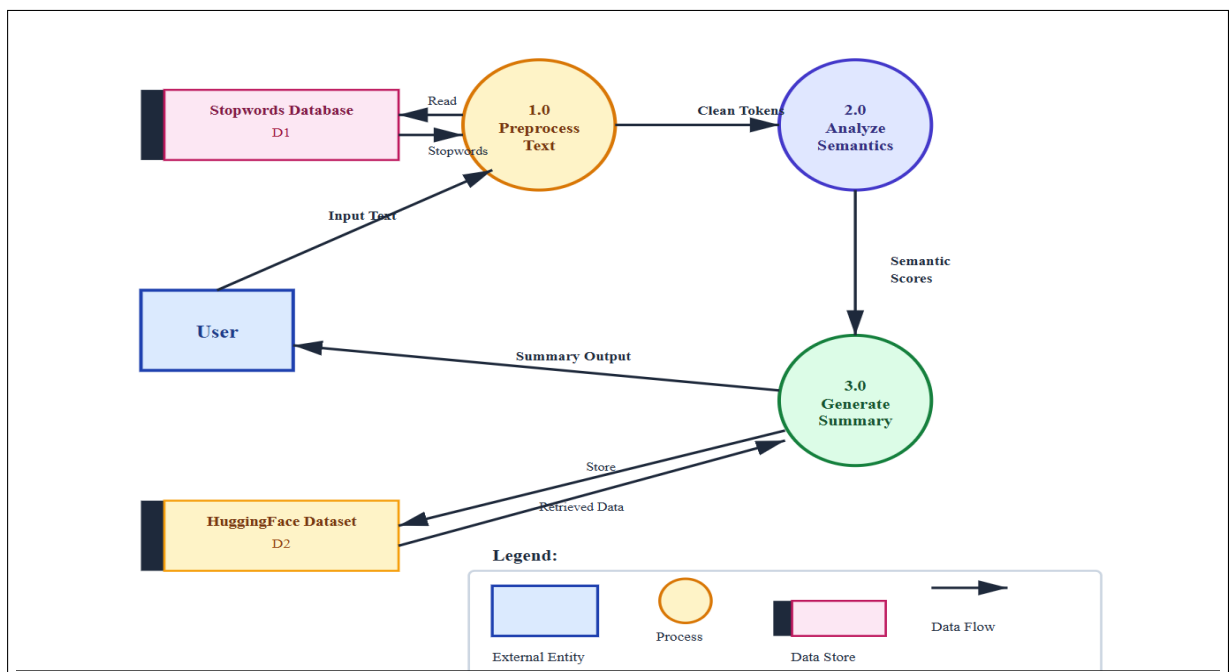 Stopwords Database
D1
Read
Stopwords
1.0
Preprocess
Text
Clean Tokens
2.0
Analyze
Semantics
Input Text
Semantic
Scores
User
Summary Output
3.0
Generate
Summary
Store
Retrieved Data
HuggingFace Dataset
D2
Legend:
External Entity
Process
Data Store
Data Flow